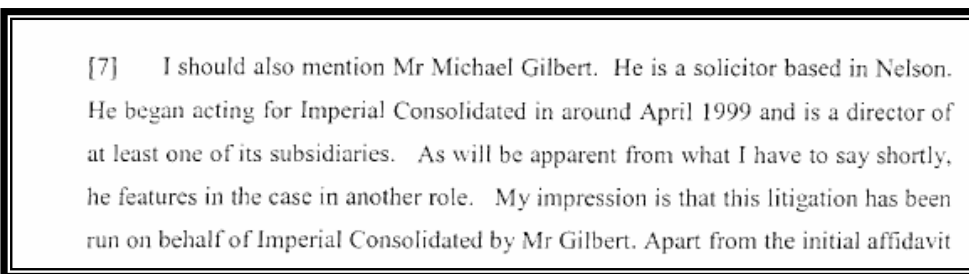 [7] I should also mention Mr Michael Gilbert. He is a solicitor based in Nelson.
He began acting for Imperial Consolidated in around April 1999 and is a director of
at least one of its subsidiaries. As will be apparent from what I have to say shortly,
he features in the case in another role. My impression is that this litigation has been
run on behalf of Imperial Consolidated by Mr Gilbert. Apart from the initial affidavit